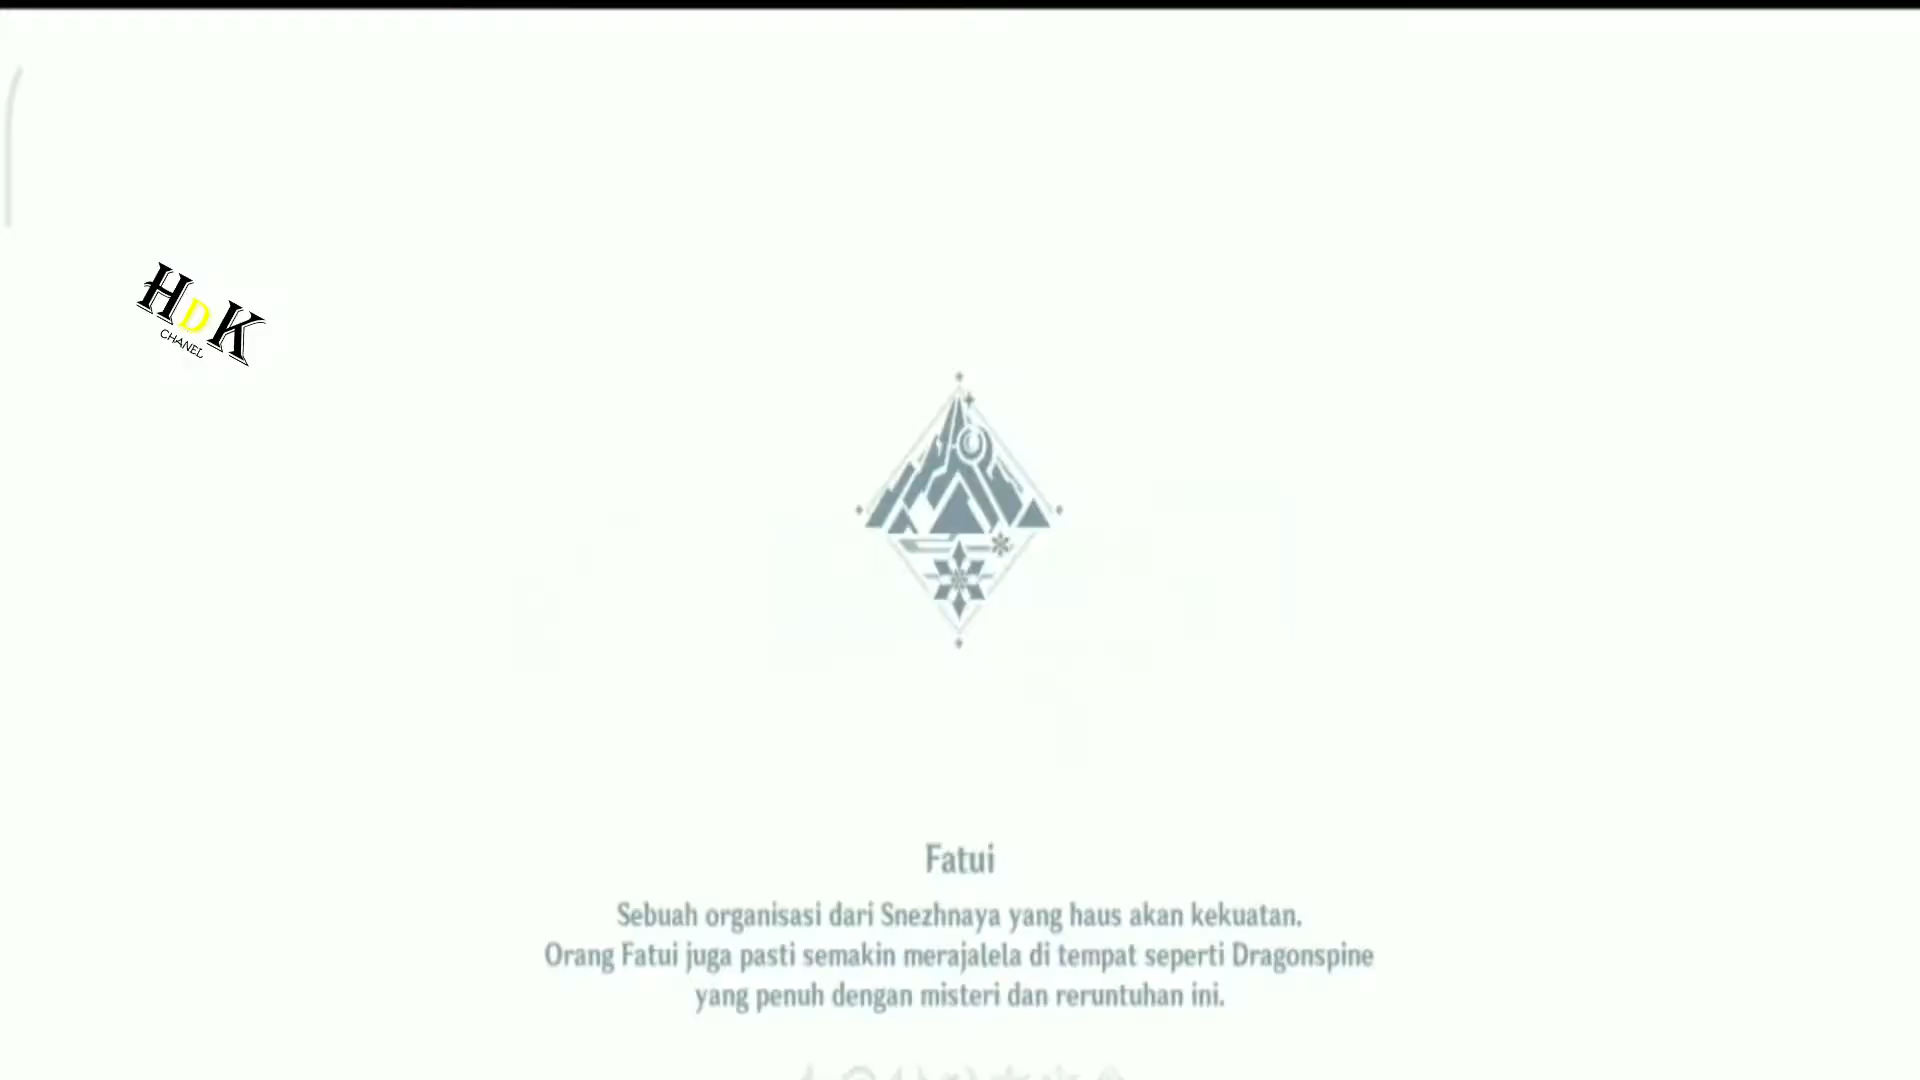 HDK
CHANEL
Fatui
Sebuah organisasi dari Snezhnaya yang haus akan kekuatan.
Orang Fatui juga pasti semakin merajalela di tempat seperti Dragonspine
yang penuh dengan misteri dan reruntuhan ini.